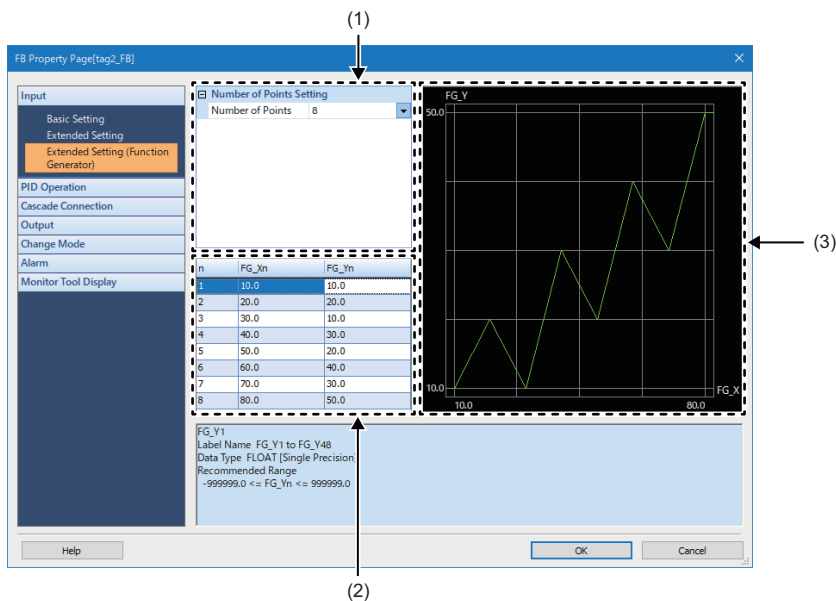 (1)
FB Property Page[tag2_FB]
Input
Basic Setting
Extended Setting
Extended Setting (Function
Generator)
PID Operation
Cascade Connection
Output
Change Mode
Alarm
Monitor Tool Display
Number of Points Setting
Number of Points 8
n FG_Xn FG_Yn
1 10.0 10.0
2 20.0 20.0
3 30.0 10.0
4 40.0 30.0
5 50.0 20.0
6 60.0 40.0
7 70.0 30.0
8 80.0 50.0
FG_Y
50.0
10.0
FG_X
10.0 80.0
(3)
FG_Y1
Label Name FG_Y1 to FG_Y48
Data Type FLOAT [Single Precision]
Recommended Range
-999999.0 <= FG_Yn <= 999999.0
Help OK Cancel
(2)